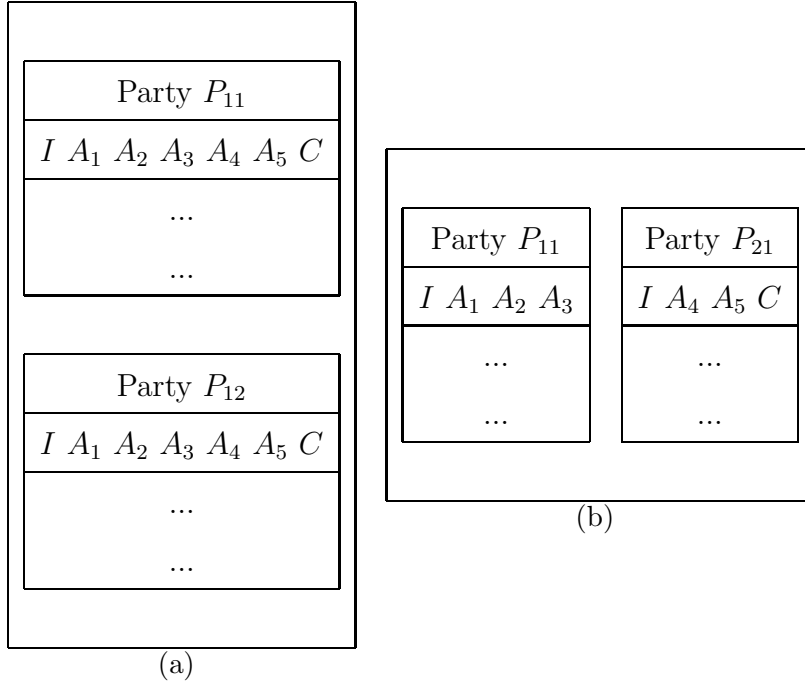 Party P₁₁
I A₁ A₂ A₃ A₄ A₅ C
...
...
Party P₁₂
I A₁ A₂ A₃ A₄ A₅ C
...
...
(a)
Party P₁₁
I A₁ A₂ A₃
...
...
Party P₂₁
I A₄ A₅ C
...
...
(b)